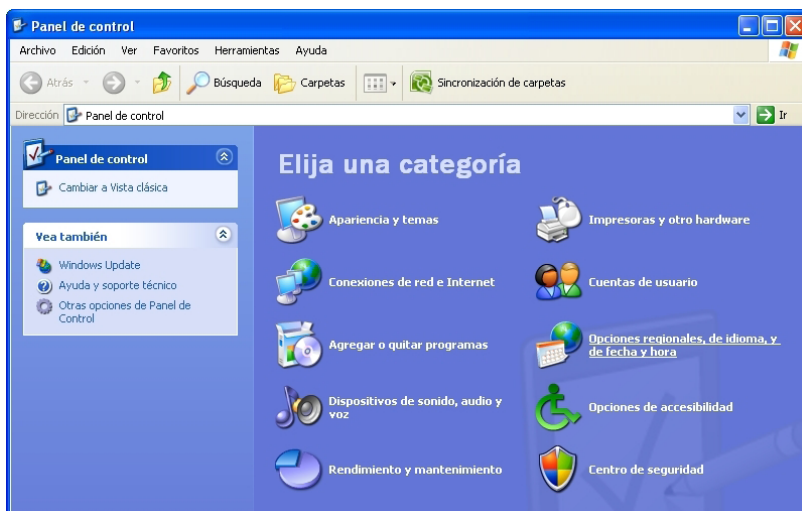 Panel de control
Archivo Edición Ver Favoritos Herramientas Ayuda
Atrás Búsqueda Carpetas Sincronización de carpetas
Dirección Panel de control Ir
Panel de control
Cambiar a Vista clásica
Vea también
Windows Update
Ayuda y soporte técnico
Otras opciones de Panel de
Control
Elija una categoría
Apariencia y temas
Impresoras y otro hardware
Conexiones de red e Internet
Cuentas de usuario
Agregar o quitar programas
Opciones regionales, de idioma, y
de fecha y hora
Dispositivos de sonido, audio y
voz
Opciones de accesibilidad
Rendimiento y mantenimiento
Centro de seguridad